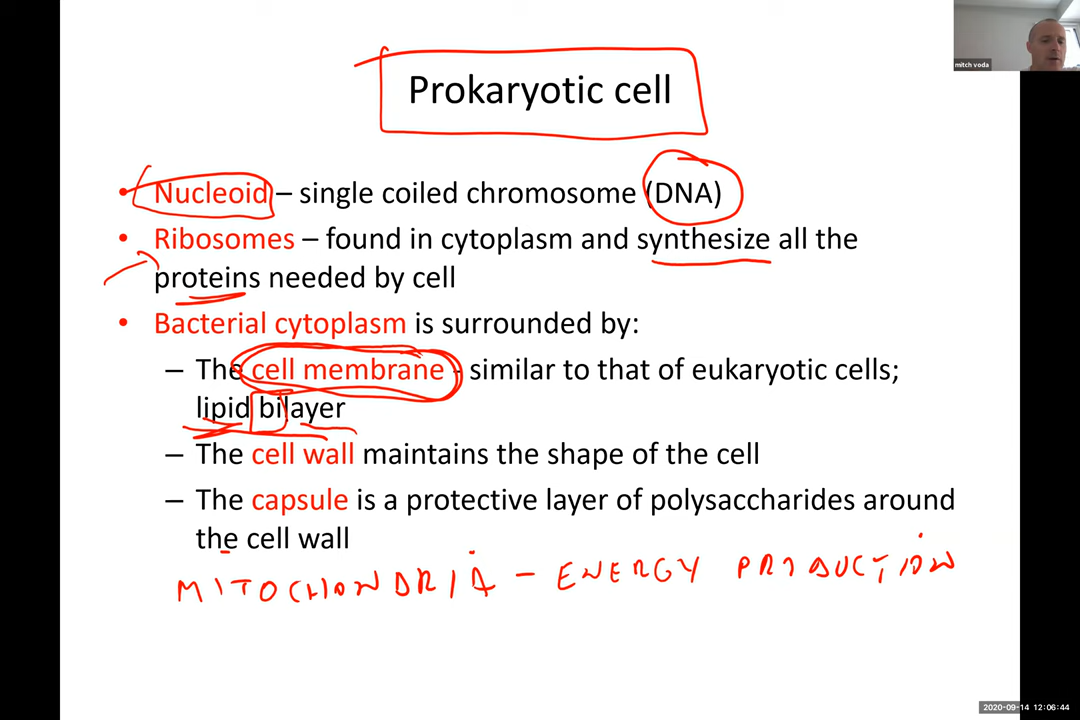 mitch voda
Prokaryotic cell
• Nucleoid – single coiled chromosome (DNA)
• Ribosomes – found in cytoplasm and synthesize all the
proteins needed by cell
• Bacterial cytoplasm is surrounded by:
– The cell membrane - similar to that of eukaryotic cells;
lipid bilayer
– The cell wall maintains the shape of the cell
– The capsule is a protective layer of polysaccharides around
the cell wall
MITOCHONDRIA – ENERGY PRODUCTION
2020-09-14 12:06:44